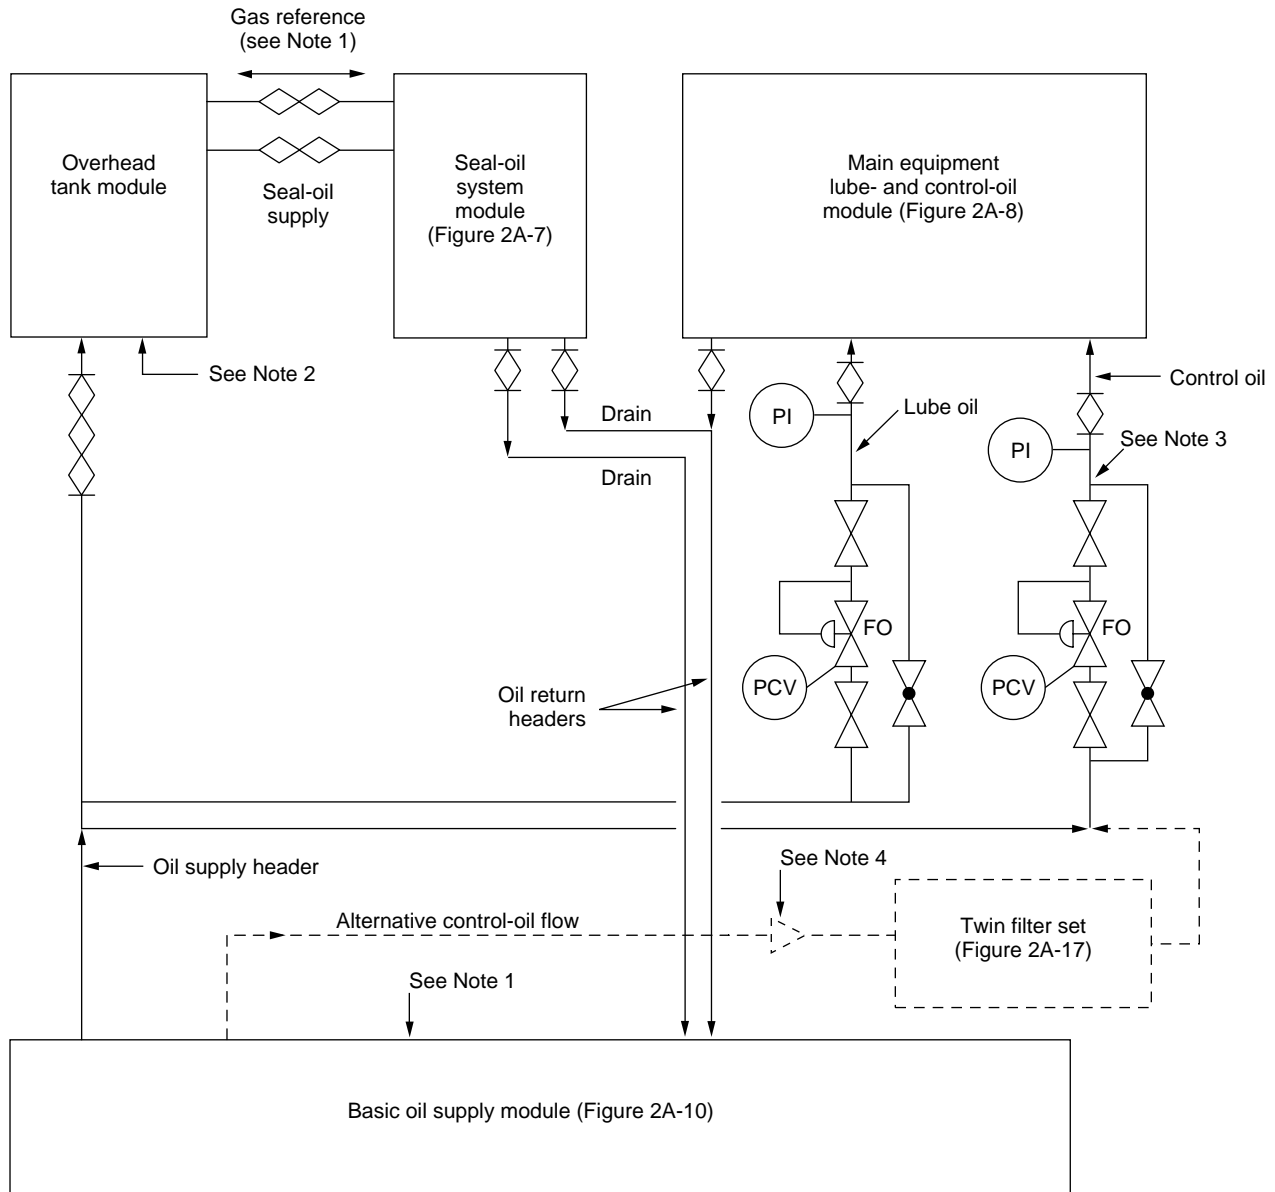 Gas reference
(see Note 1)
Overhead
tank module
Seal-oil
supply
Seal-oil
system
module
(Figure 2A-7)
Main equipment
lube- and control-oil
module (Figure 2A-8)
See Note 2
Control oil
Drain
Lube oil
PI
See Note 3
PI
Drain
FO
FO
PCV
PCV
Oil return
headers
Oil supply header
See Note 4
Alternative control-oil flow
Twin filter set
(Figure 2A-17)
See Note 1
Basic oil supply module (Figure 2A-10)